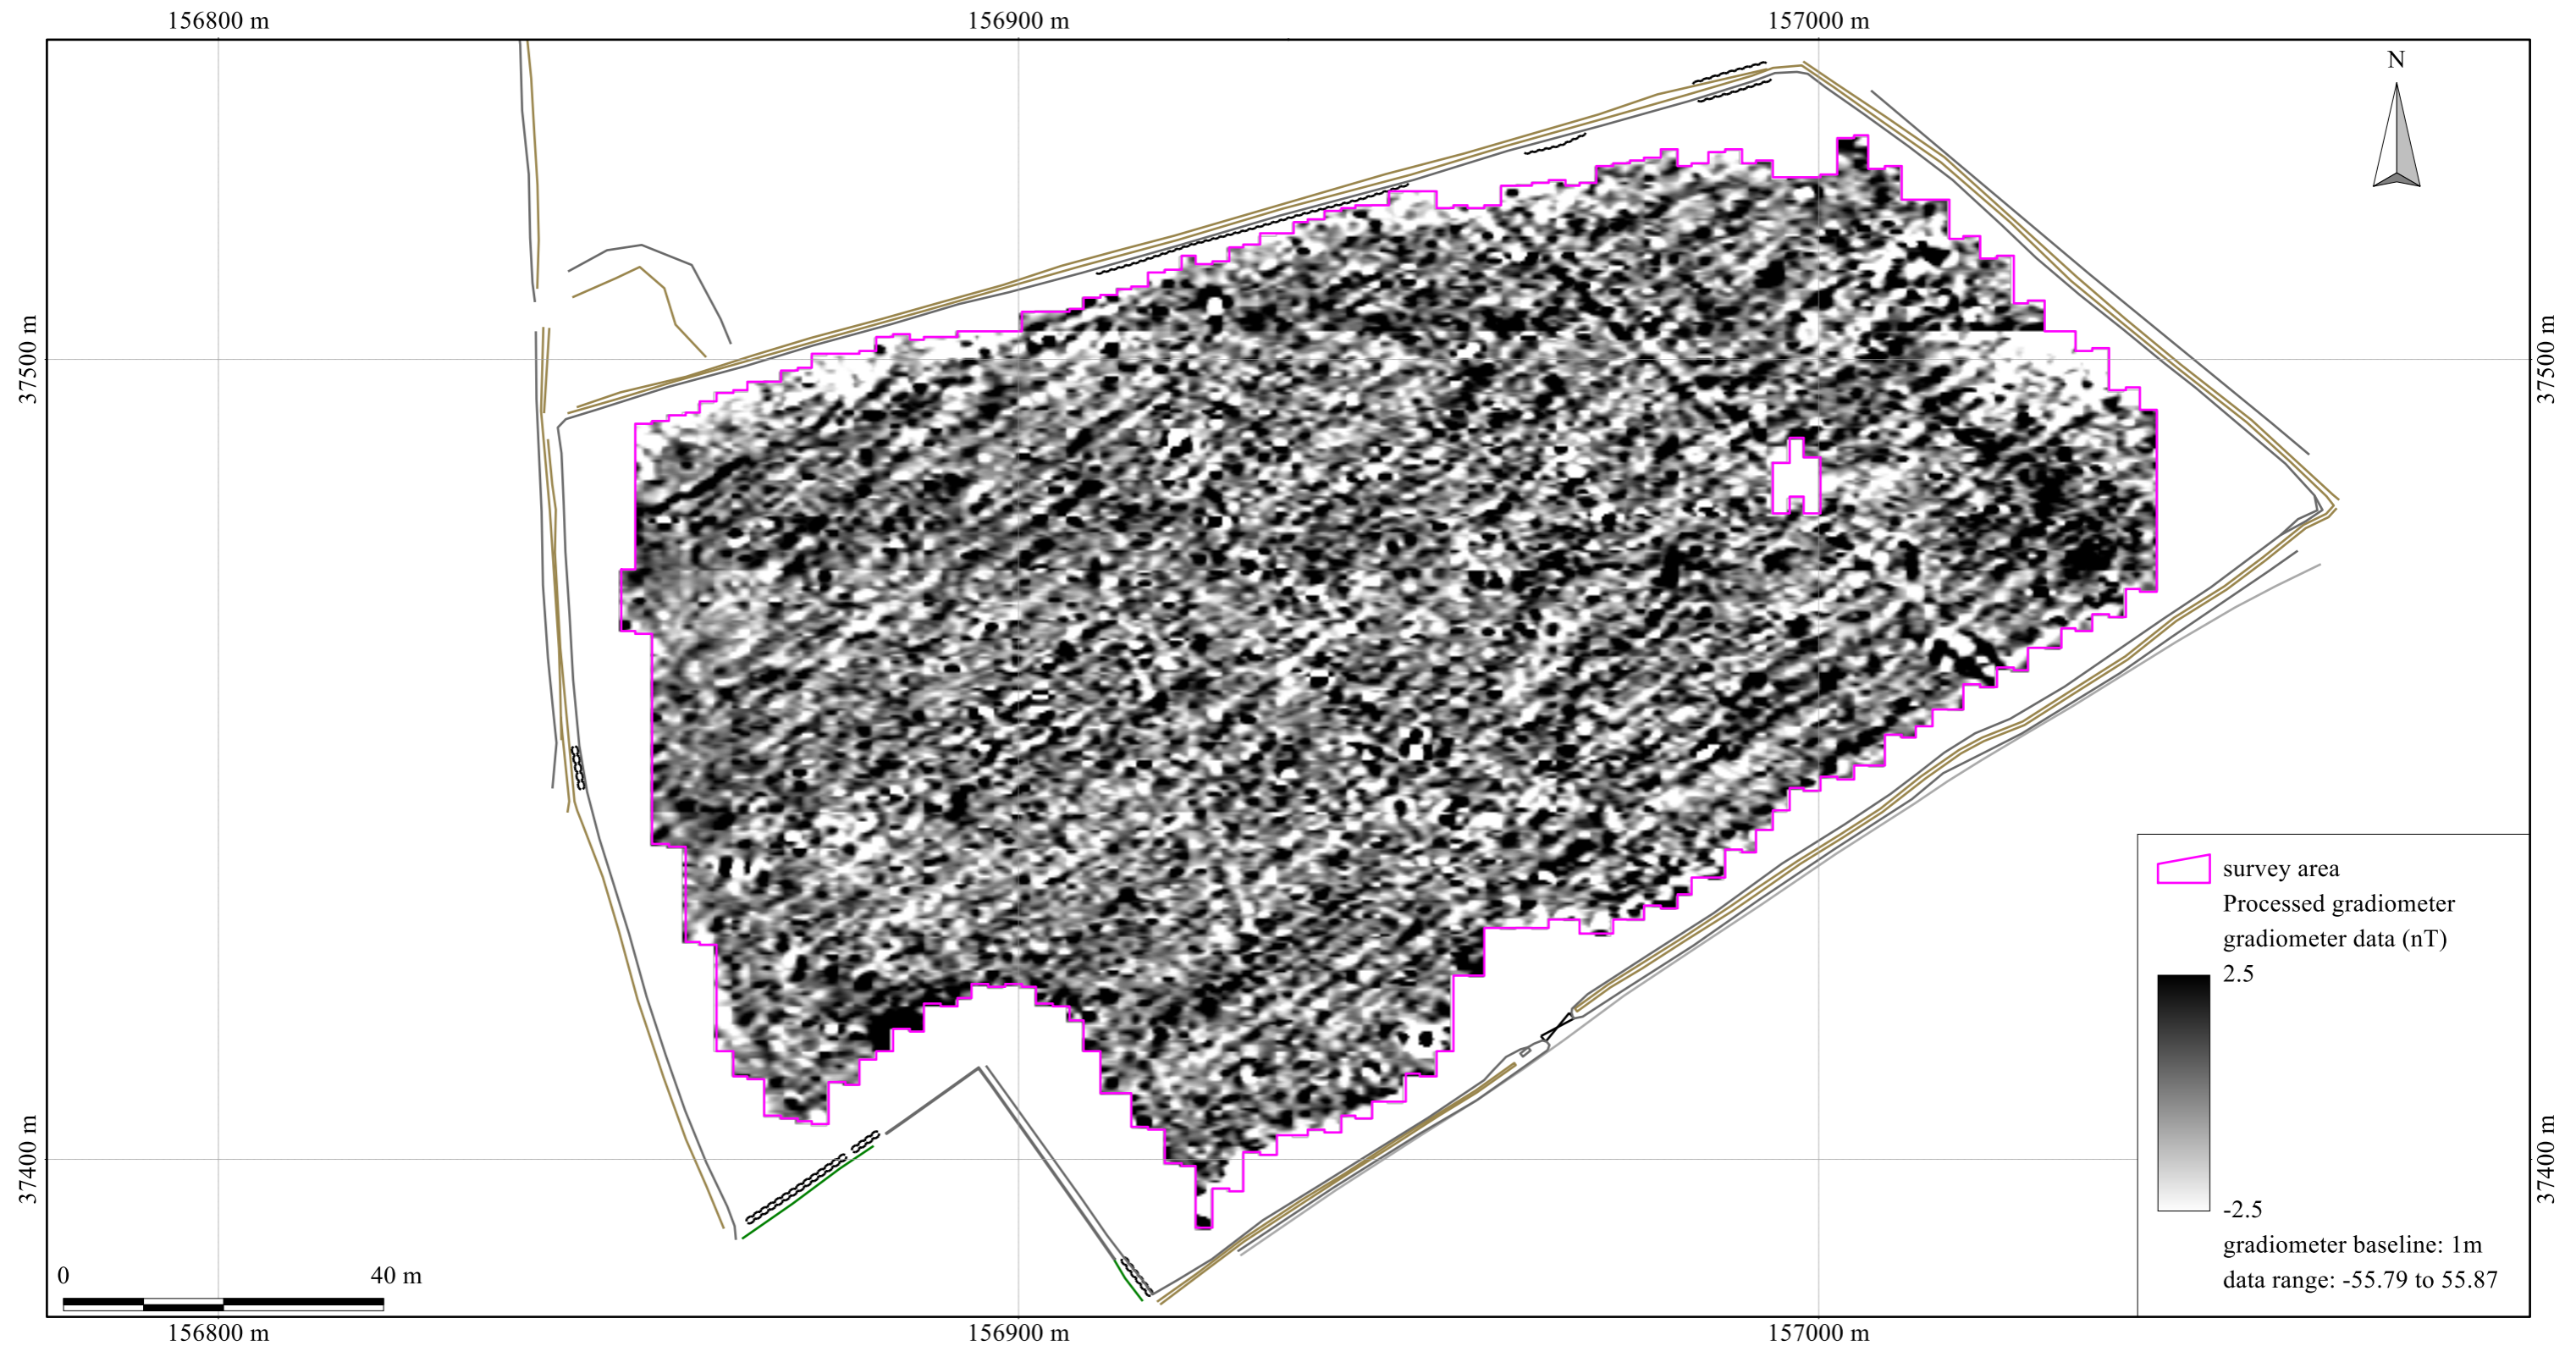 156800 m
156900 m
157000 m
N
37500 m
37500 m
37400 m
37400 m
survey area
Processed gradiometer
gradiometer data (nT)
2.5
-2.5
gradiometer baseline: 1m
data range: -55.79 to 55.87
0
40 m
156800 m
156900 m
157000 m